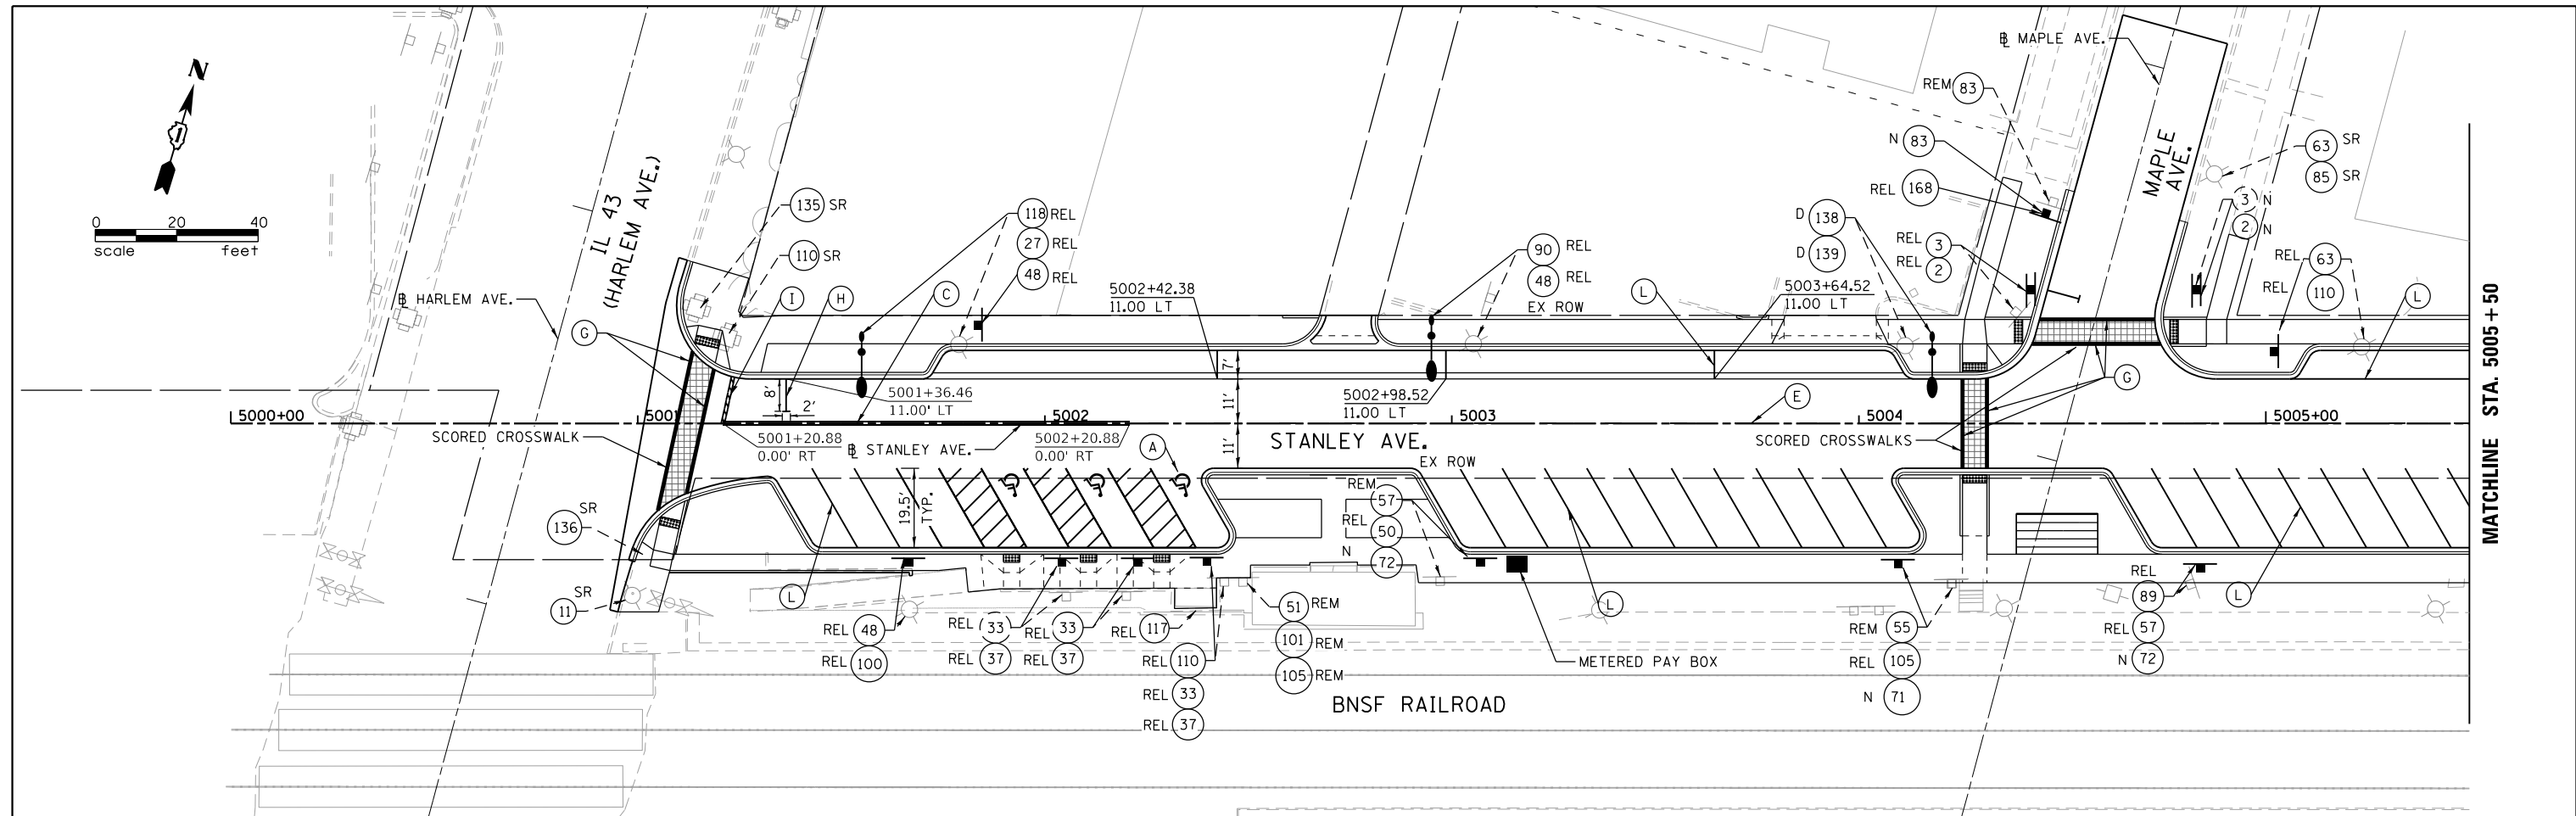 N
0 20 40
scale feet
IL 43
(HARLEM AVE.)
℄ HARLEM AVE.
G
SCORED CROSSWALK
135 SR
110 SR
I
H
C
118 REL
27 REL
48 REL
5002+42.38
11.00 LT
90 REL
48 REL
EX ROW
L
5003+64.52
11.00 LT
D 138
D 139
REM 83
N 83
REL 168
REL 3
REL 2
℄ MAPLE AVE.
MAPLE
AVE.
63 SR
85 SR
3 N
2 N
REL 63
REL 110
L
G
5000+00
5001
5002
5003
5004
5005+00
8'
2'
5001+36.46
11.00' LT
5001+20.88
0.00' RT
℄ STANLEY AVE.
5002+20.88
0.00' RT
7'
11'
11'
5002+98.52
11.00 LT
STANLEY AVE.
E
SCORED CROSSWALKS
A
EX ROW
19.5'
TYP.
MATCHLINE STA. 5005+50
SR
136
SR
11
L
REL 48
REL 100
REL 33
REL 37
REL 33
REL 37
REL 117
REL 110
REL 33
REL 37
51 REM
101 REM
105 REM
REM
57
REL
50
N
72
L
METERED PAY BOX
REM 55
REL 105
N 71
REL
89
REL 57
N 72
L
BNSF RAILROAD